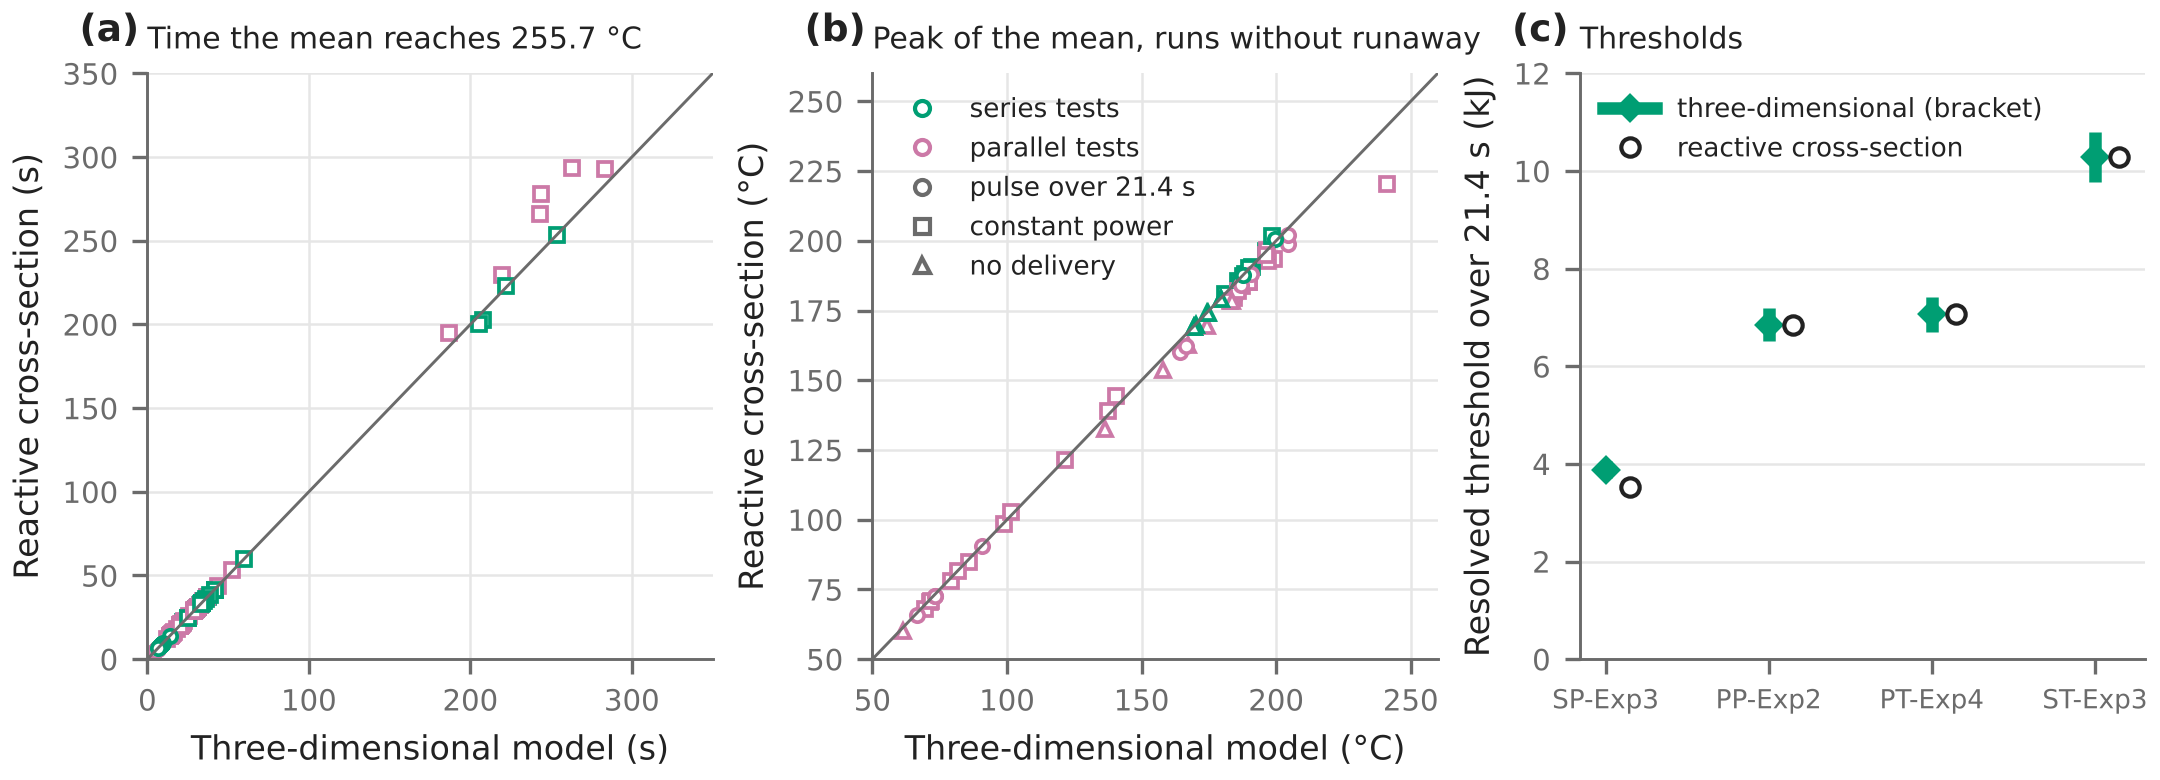 (a) Time the mean reaches 255.7 °C
Reactive cross-section (s)
350
300
250
200
150
100
50
0
0 100 200 300
Three-dimensional model (s)
(b) Peak of the mean, runs without runaway
Reactive cross-section (°C)
250
225
200
175
150
125
100
75
50
series tests
parallel tests
pulse over 21.4 s
constant power
no delivery
50 100 150 200 250
Three-dimensional model (°C)
(c) Thresholds
Resolved threshold over 21.4 s (kJ)
12
10
8
6
4
2
0
three-dimensional (bracket)
reactive cross-section
SP-Exp3 PP-Exp2 PT-Exp4 ST-Exp3